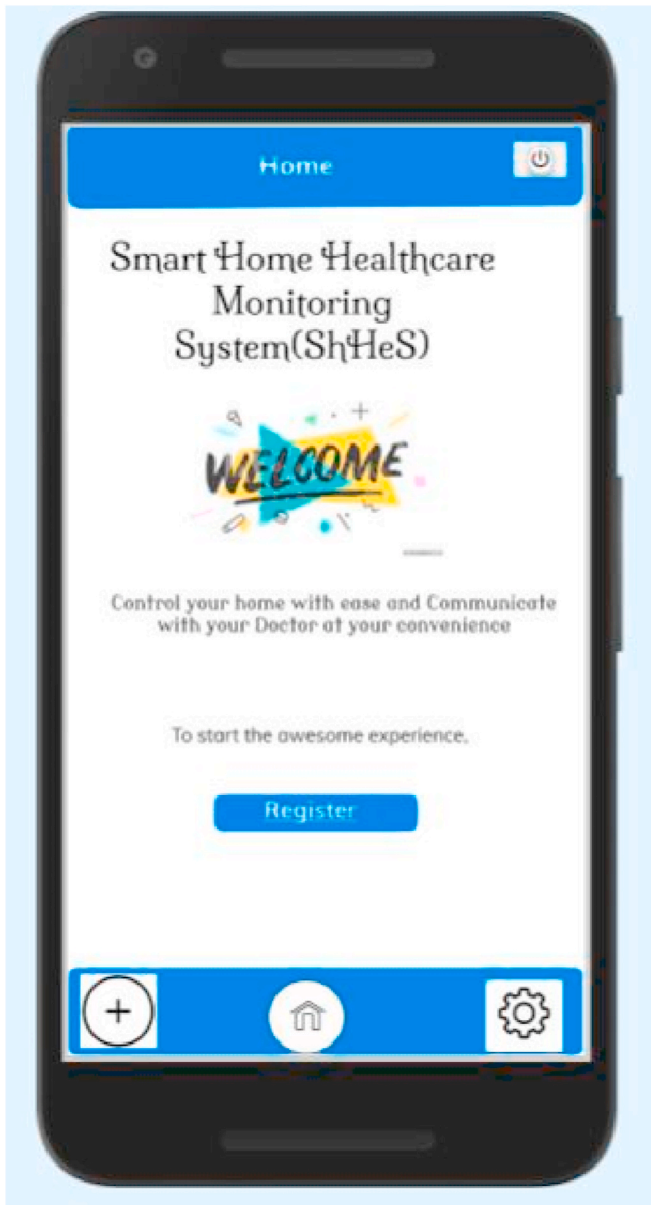 Home
Smart Home Healthcare
Monitoring
System(ShHeS)
WELCOME
Control your home with ease and Communicate
with your Doctor at your convenience
To start the awesome experience,
Register